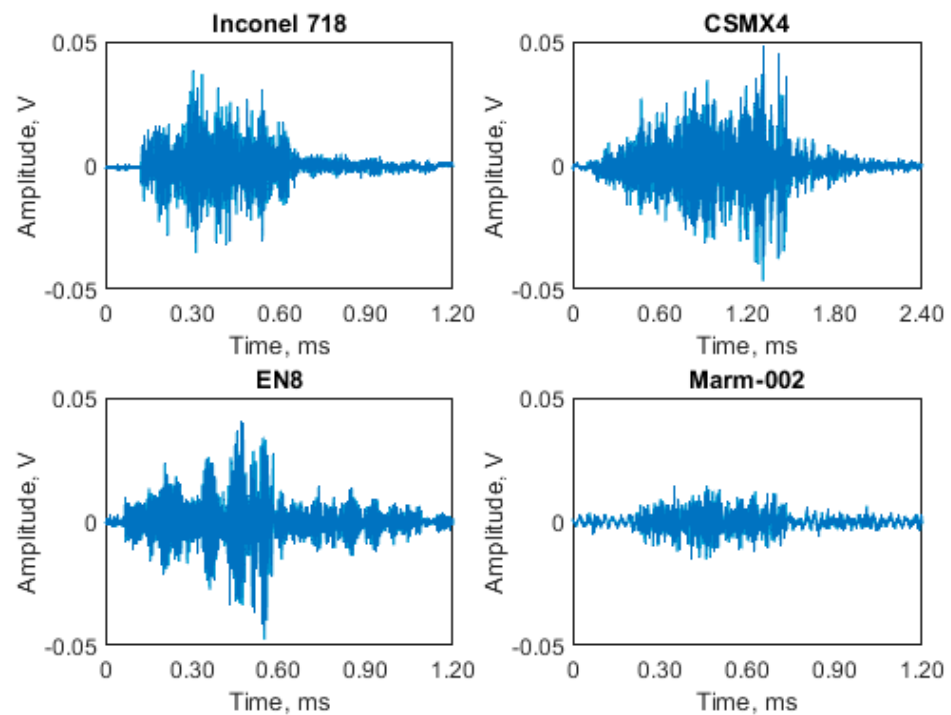 Inconel 718
0.05
0
-0.05
Amplitude, V
0 0.30 0.60 0.90 1.20
Time, ms
CSMX4
0.05
0
-0.05
Amplitude, V
0 0.60 1.20 1.80 2.40
Time, ms
EN8
0.05
0
-0.05
Amplitude, V
0 0.30 0.60 0.90 1.20
Time, ms
Marm-002
0.05
0
-0.05
Amplitude, V
0 0.30 0.60 0.90 1.20
Time, ms